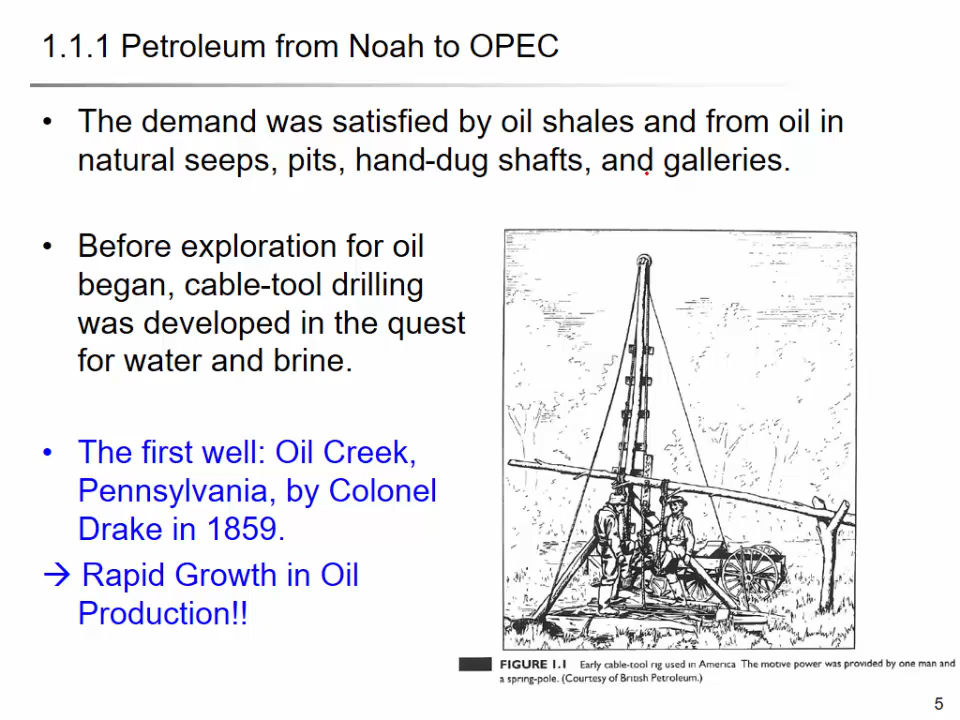 1.1.1 Petroleum from Noah to OPEC
• The demand was satisfied by oil shales and from oil in
natural seeps, pits, hand-dug shafts, and galleries.
• Before exploration for oil
began, cable-tool drilling
was developed in the quest
for water and brine.
• The first well: Oil Creek,
Pennsylvania, by Colonel
Drake in 1859.
→ Rapid Growth in Oil
Production!!
FIGURE 1.1 Early cable-tool rig used in America The motive power was provided by one man and
a spring-pole. (Courtesy of British Petroleum.)
5